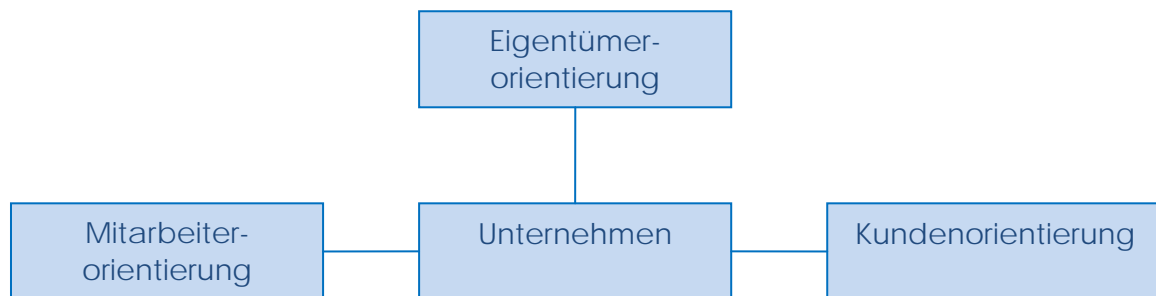 Eigentümer-
orientierung
Mitarbeiter-
orientierung
Unternehmen
Kundenorientierung